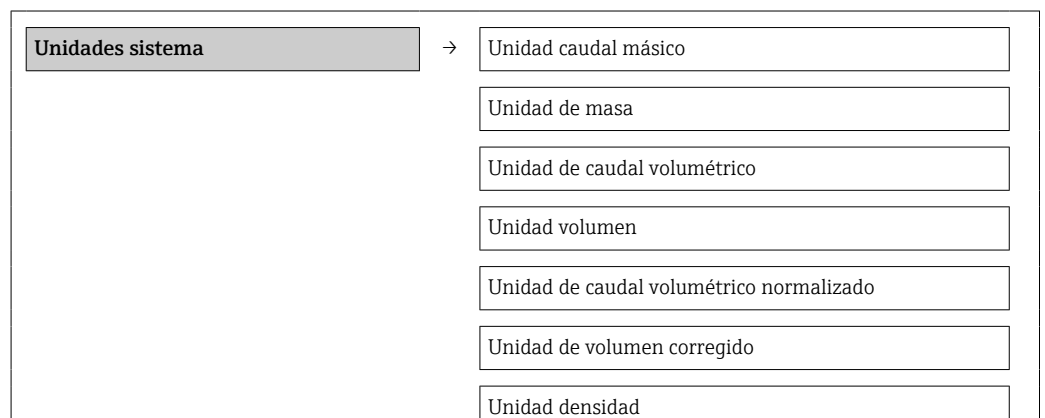 Unidades sistema → Unidad caudal másico
Unidad de masa
Unidad de caudal volumétrico
Unidad volumen
Unidad de caudal volumétrico normalizado
Unidad de volumen corregido
Unidad densidad